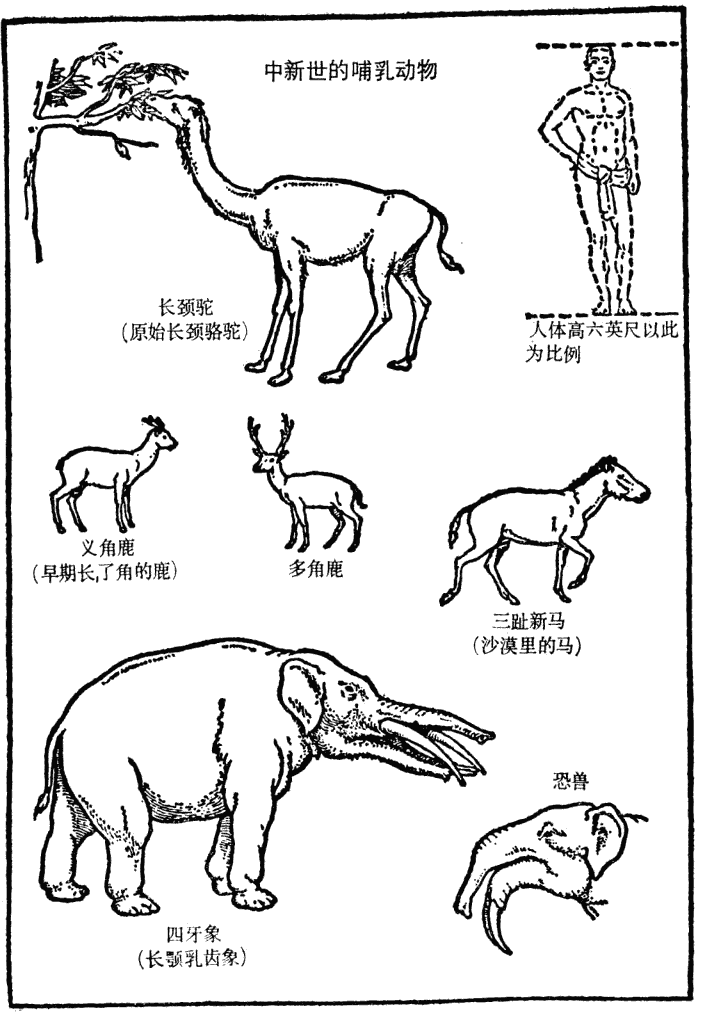 中新世的哺乳动物
长颈驼
(原始长颈骆驼)
人体高六英尺以此
为比例
义角鹿
(早期长,了角的鹿)
多角鹿
三趾新马
(沙漠里的马)
恐兽
四牙象
(长颚乳齿象)